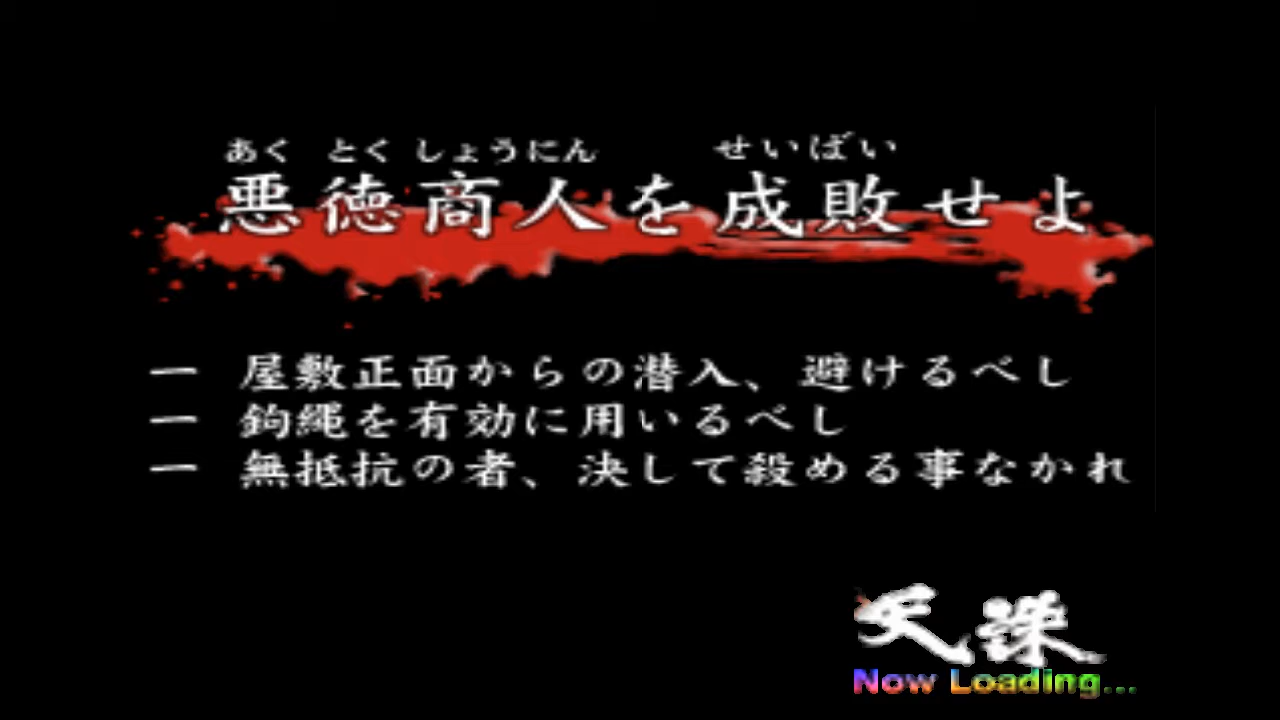 あく とく しょうにん せいばい
悪徳商人を成敗せよ
一 屋敷正面からの潜入、避けるべし
一 鉤縄を有効に用いるべし
一 無抵抗の者、決して殺める事なかれ
天誅
Now Loading...